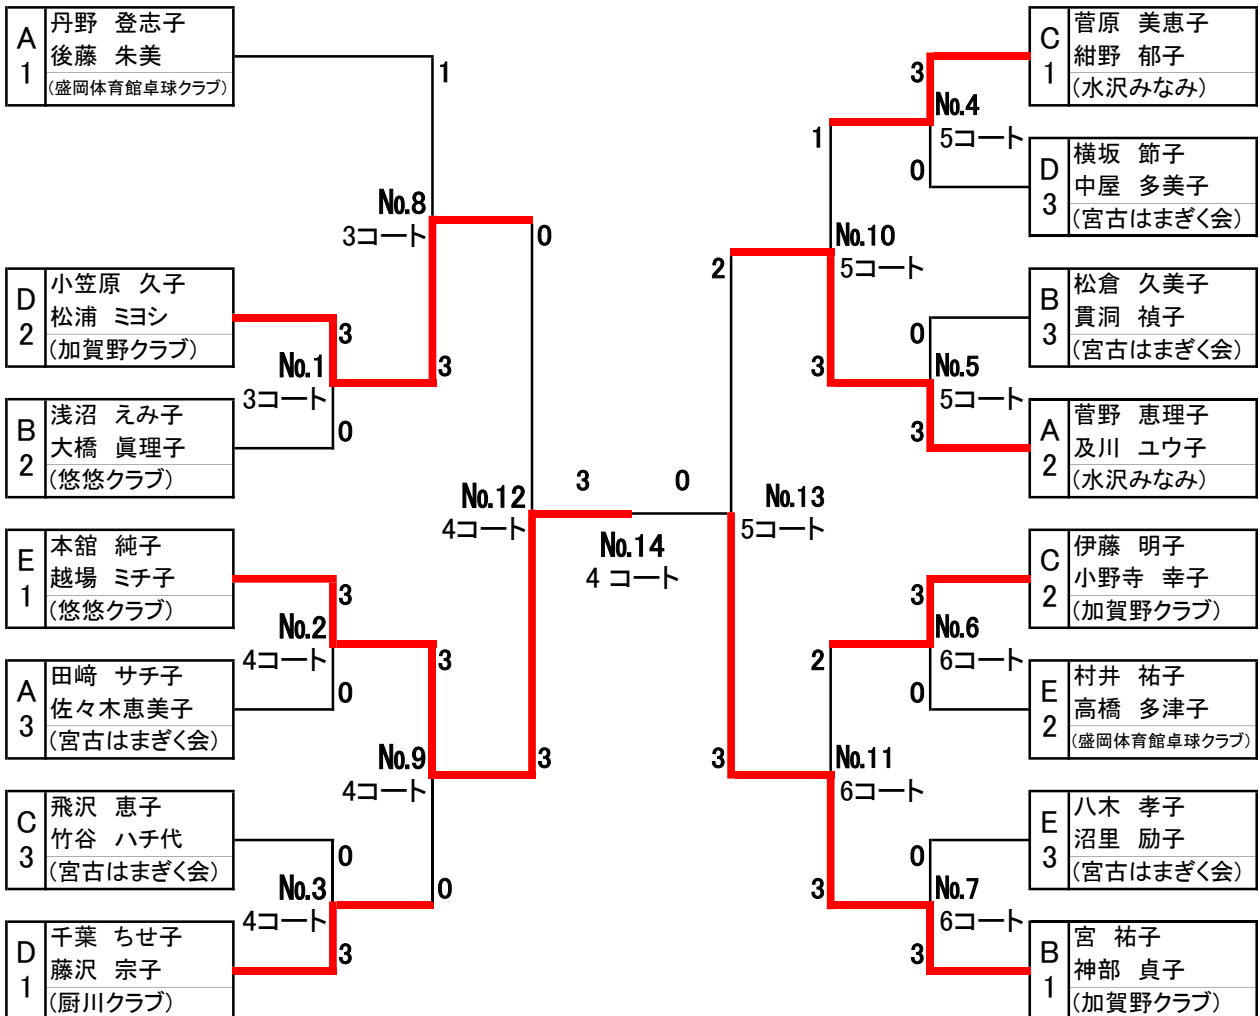 A
1
丹野 登志子
後藤 朱美
(盛岡体育館卓球クラブ)
1
No.8
3コート
0
D
2
小笠原 久子
松浦 ミヨシ
(加賀野クラブ)
3
No.1
3コート
3
0
B
2
浅沼 えみ子
大橋 眞理子
(悠悠クラブ)
No.12
4コート
E
1
本舘 純子
越場 ミチ子
(悠悠クラブ)
3
No.2
4コート
3
0
A
3
田﨑 サチ子
佐々木恵美子
(宮古はまぎく会)
No.9
4コート
3
C
3
飛沢 恵子
竹谷 ハチ代
(宮古はまぎく会)
0
No.3
4コート
0
3
D
1
千葉 ちせ子
藤沢 宗子
(厨川クラブ)
3
0
No.14
4 コート
C
1
菅原 美恵子
紺野 郁子
(水沢みなみ)
3
No.4
5コート
1
0
D
3
横坂 節子
中屋 多美子
(宮古はまぎく会)
No.10
5コート
2
B
3
松倉 久美子
貫洞 禎子
(宮古はまぎく会)
0
No.5
5コート
3
3
A
2
菅野 恵理子
及川 ユウ子
(水沢みなみ)
No.13
5コート
C
2
伊藤 明子
小野寺 幸子
(加賀野クラブ)
3
No.6
6コート
2
0
E
2
村井 祐子
高橋 多津子
(盛岡体育館卓球クラブ)
No.11
6コート
3
E
3
八木 孝子
沼里 励子
(宮古はまぎく会)
0
No.7
6コート
3
3
B
1
宮 祐子
神部 貞子
(加賀野クラブ)